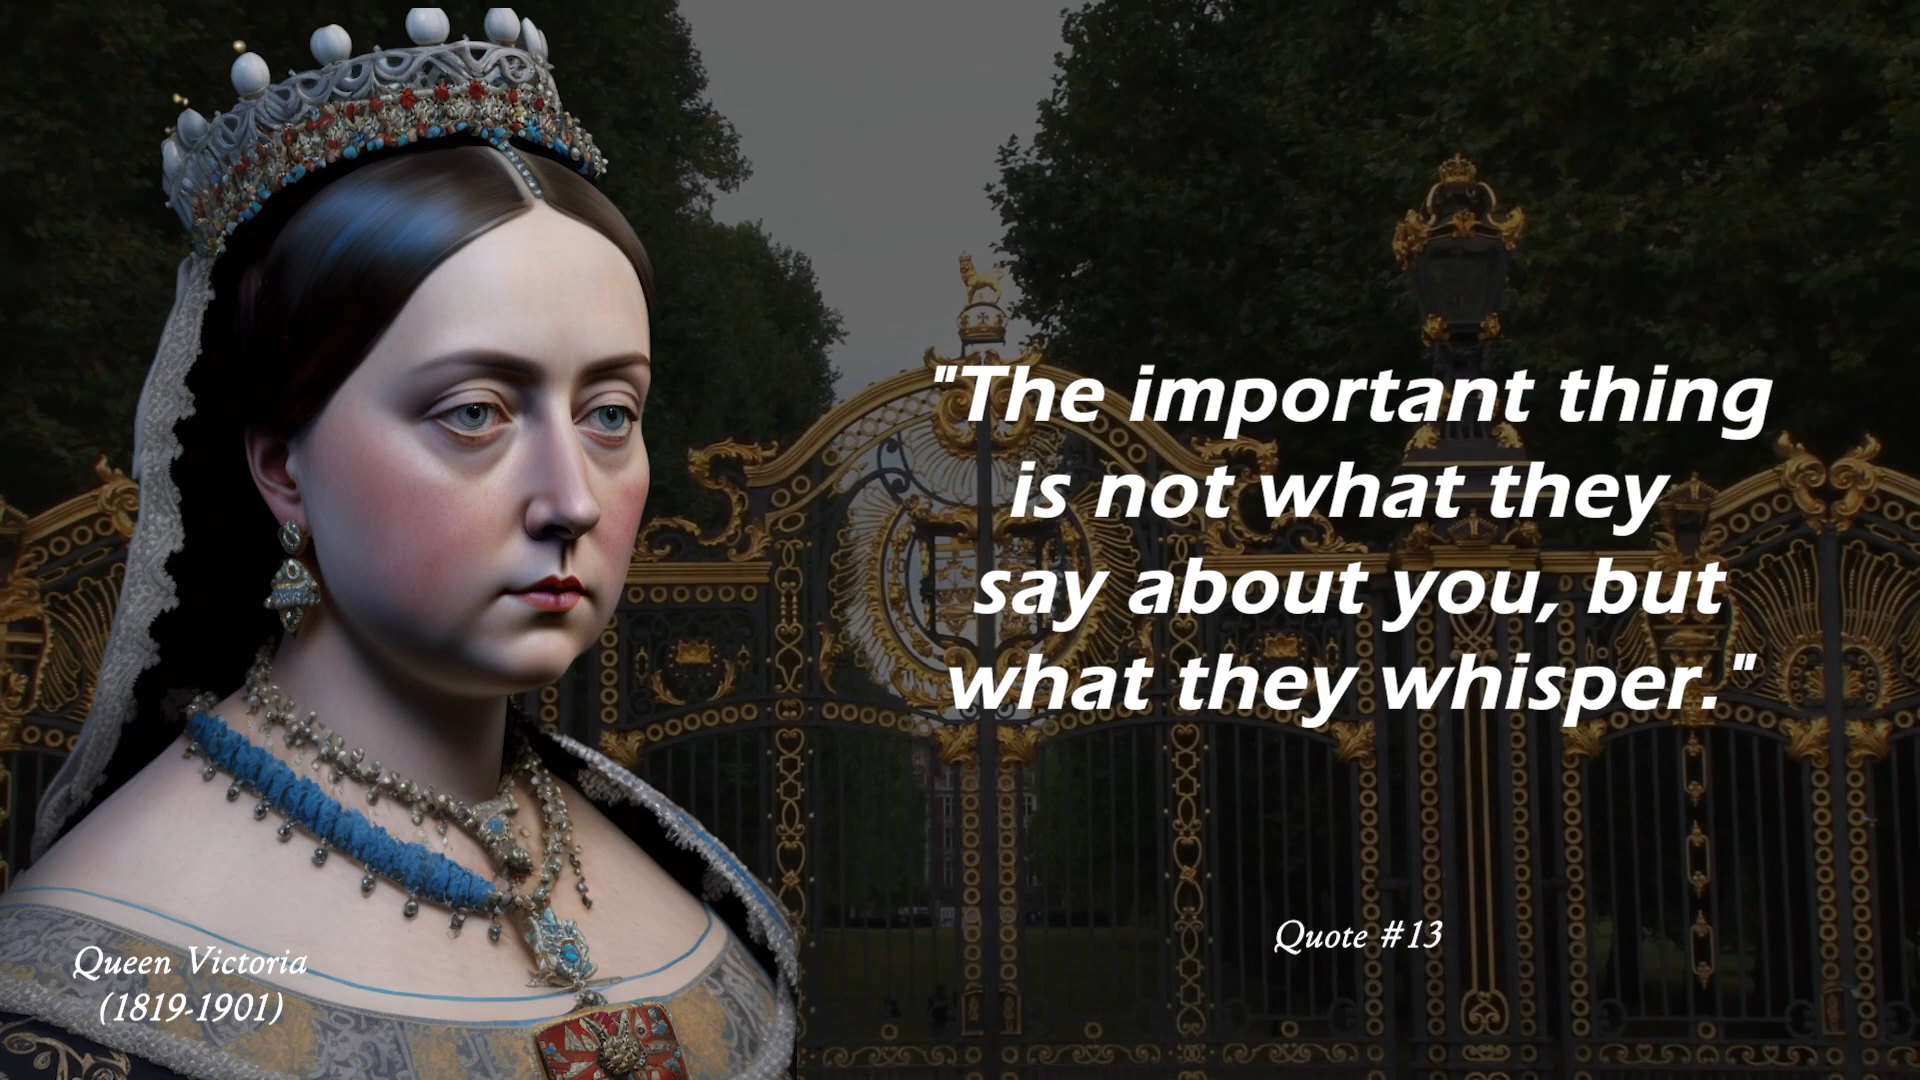 "The important thing
is not what they
say about you, but
what they whisper."
Quote #13
Queen Victoria
(1819-1901)